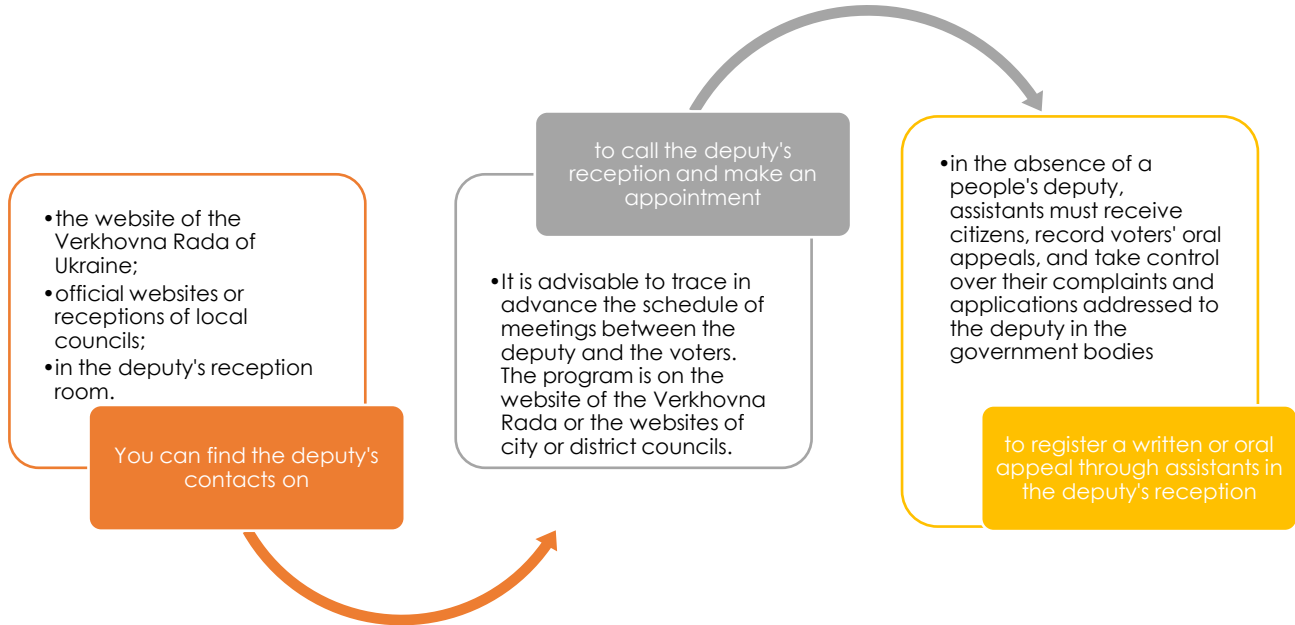 •the website of the
Verkhovna Rada of
Ukraine;
•official websites or
receptions of local
councils;
•in the deputy's reception
room.
You can find the deputy's
contacts on
to call the deputy's
reception and make an
appointment
•It is advisable to trace in
advance the schedule of
meetings between the
deputy and the voters.
The program is on the
website of the Verkhovna
Rada or the websites of
city or district councils.
•in the absence of a
people's deputy,
assistants must receive
citizens, record voters' oral
appeals, and take control
over their complaints and
applications addressed to
the deputy in the
government bodies
to register a written or oral
appeal through assistants in
the deputy's reception